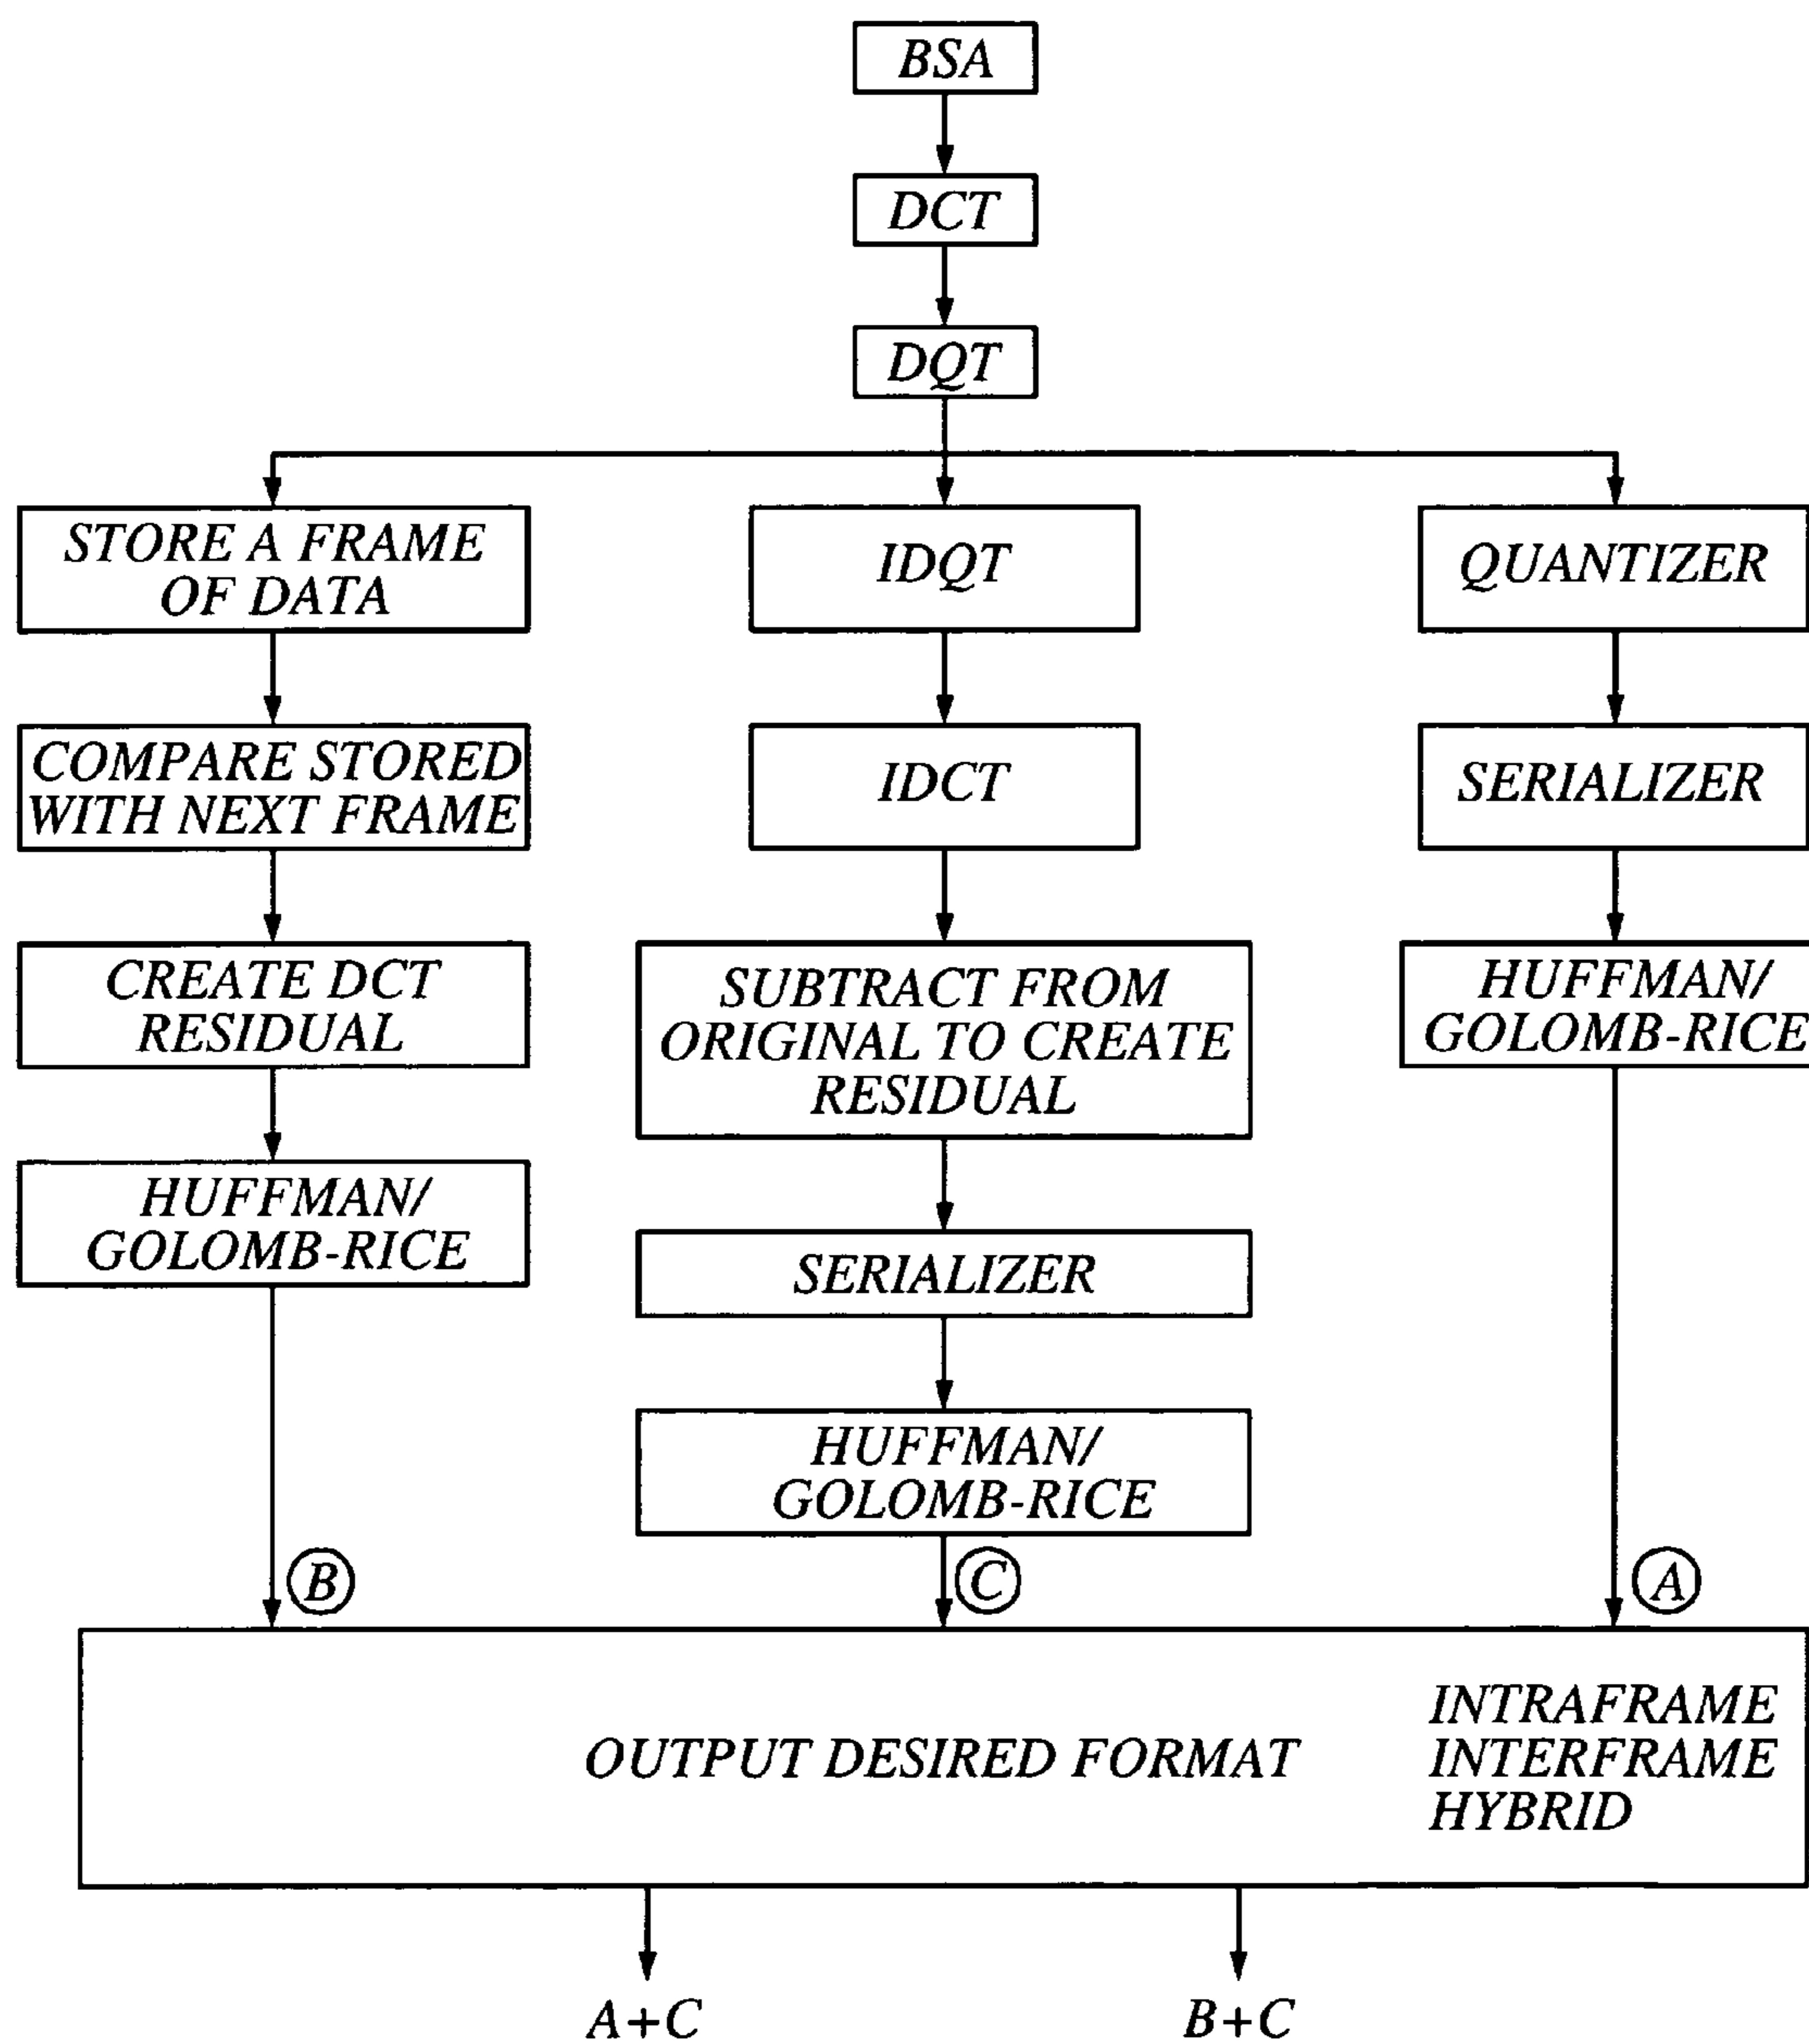 BSA
DCT
DQT
STORE A FRAME
OF DATA
IDQT
QUANTIZER
COMPARE STORED
WITH NEXT FRAME
IDCT
SERIALIZER
CREATE DCT
RESIDUAL
SUBTRACT FROM
ORIGINAL TO CREATE
RESIDUAL
HUFFMAN/
GOLOMB-RICE
HUFFMAN/
GOLOMB-RICE
SERIALIZER
HUFFMAN/
GOLOMB-RICE
B
C
A
OUTPUT DESIRED FORMAT
INTRAFRAME
INTERFRAME
HYBRID
A+C
B+C